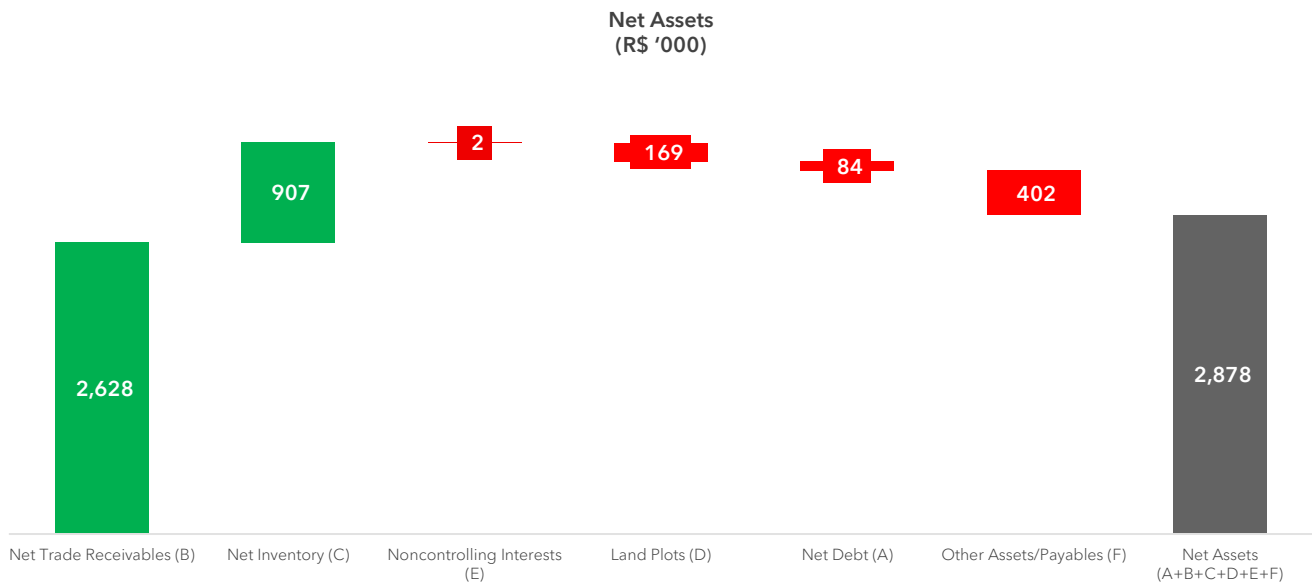 Net Assets
(R$ ‘000)
2
169
84
907
402
2,628
2,878
Net Trade Receivables (B)
Net Inventory (C)
Noncontrolling Interests
(E)
Land Plots (D)
Net Debt (A)
Other Assets/Payables (F)
Net Assets
(A+B+C+D+E+F)